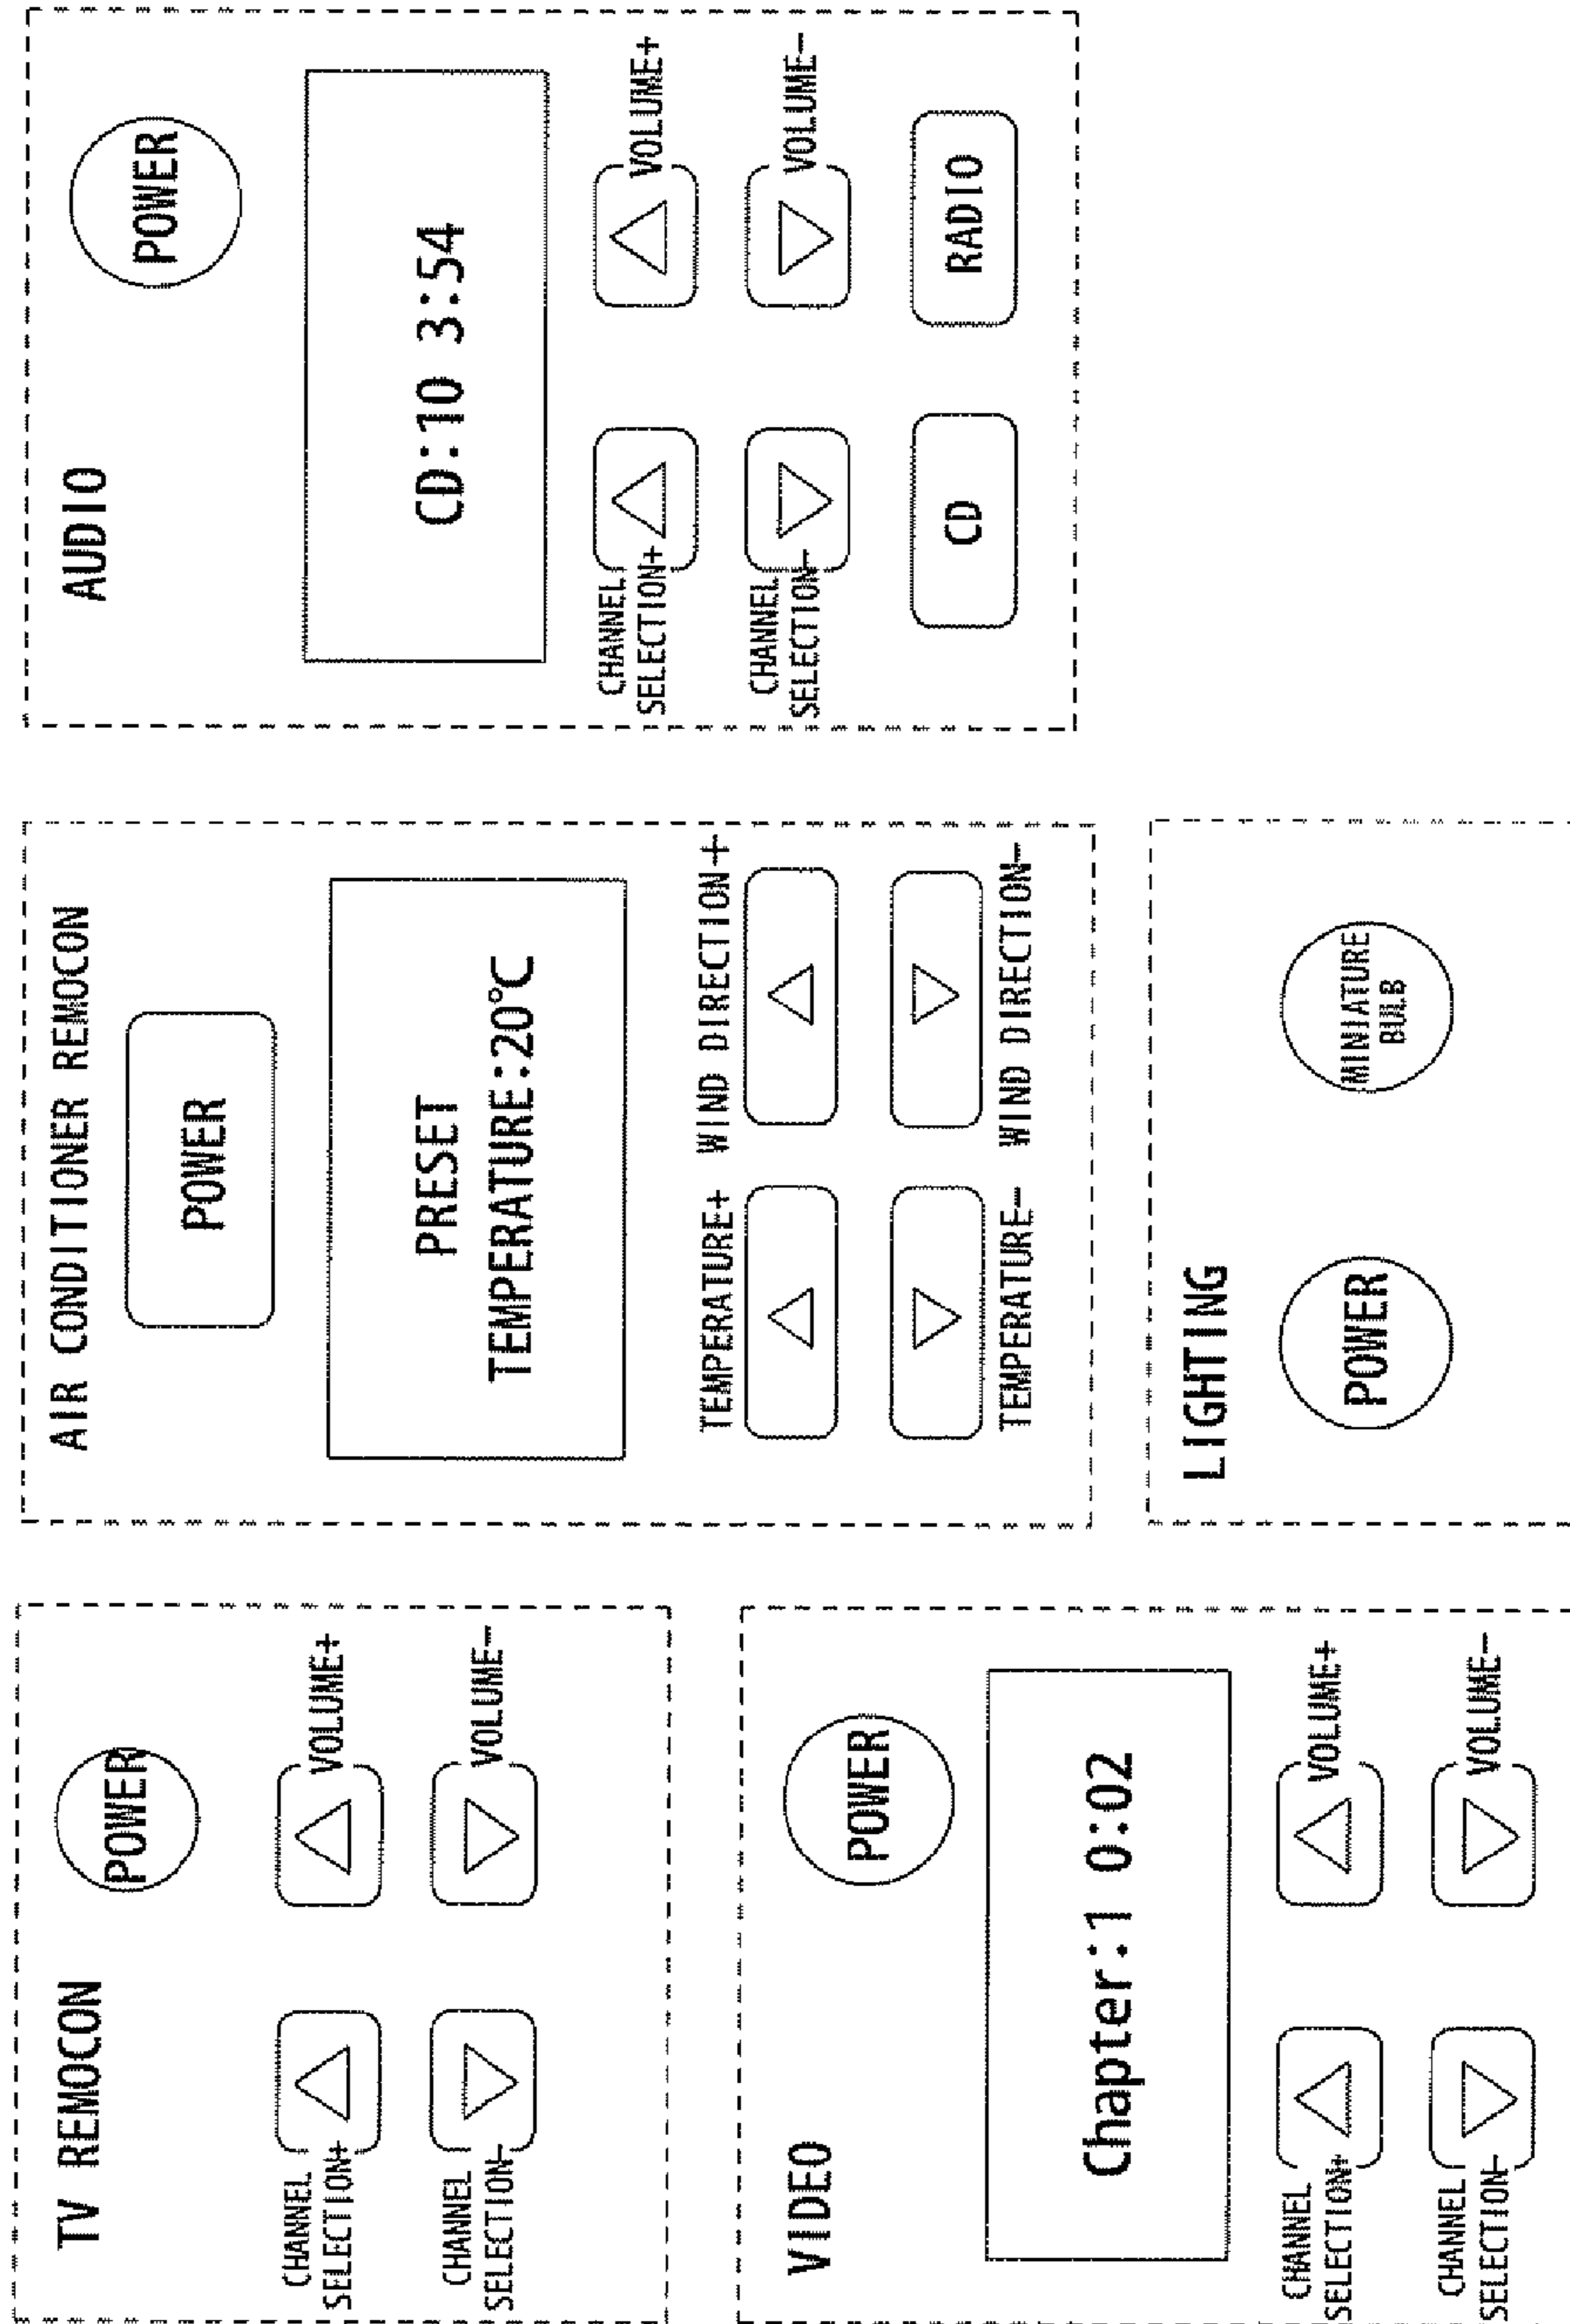 TV REMOCON
POWER
CHANNEL
SELECTION+
VOLUME+
CHANNEL
SELECTION-
VOLUME-
VIDEO
POWER
Chapter:1 0:02
CHANNEL
SELECTION+
VOLUME+
CHANNEL
SELECTION-
VOLUME-
AIR CONDITIONER REMOCON
POWER
PRESET
TEMPERATURE:20°C
TEMPERATURE+ WIND DIRECTION+
TEMPERATURE- WIND DIRECTION-
LIGHTING
POWER
MINIATURE
BULB
AUDIO
POWER
CD:10 3:54
CHANNEL
SELECTION+
VOLUME+
CHANNEL
SELECTION-
VOLUME-
CD
RADIO